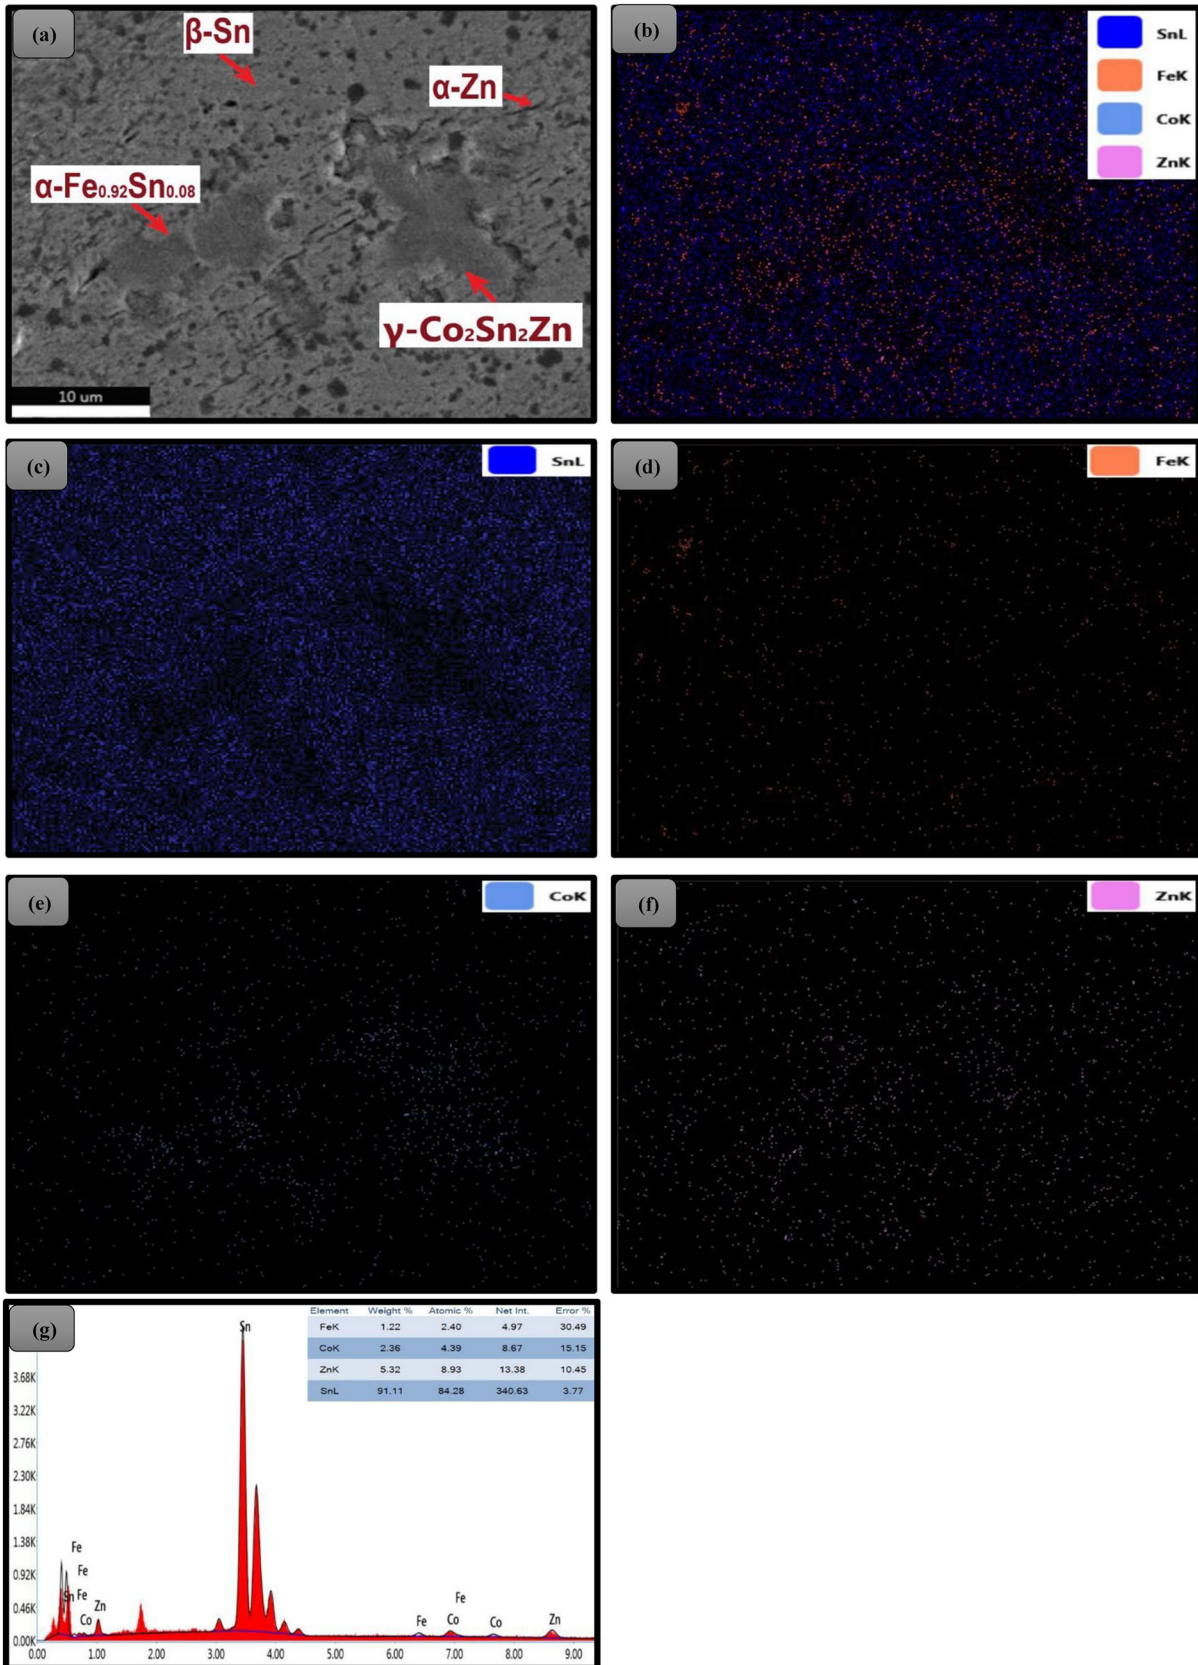 (a)
β-Sn
α-Zn
α-Fe0.92Sn0.08
γ-Co2Sn2Zn
10 um
(b)
SnL
FeK
CoK
ZnK
(c)
SnL
(d)
FeK
(e)
CoK
(f)
ZnK
(g)
Element Weight % Atomic % Net Int. Error %
FeK 1.22 2.40 4.97 30.49
CoK 2.36 4.39 8.67 15.15
ZnK 5.32 8.93 13.38 10.45
SnL 91.11 84.28 340.63 3.77
Sn
3.68K
3.22K
2.76K
2.30K
1.84K
1.38K
0.92K
0.46K
0.00K
Fe
Fe
Sn Fe
Co
Zn
Fe
Fe
Co
Co
Zn
0.00 1.00 2.00 3.00 4.00 5.00 6.00 7.00 8.00 9.00